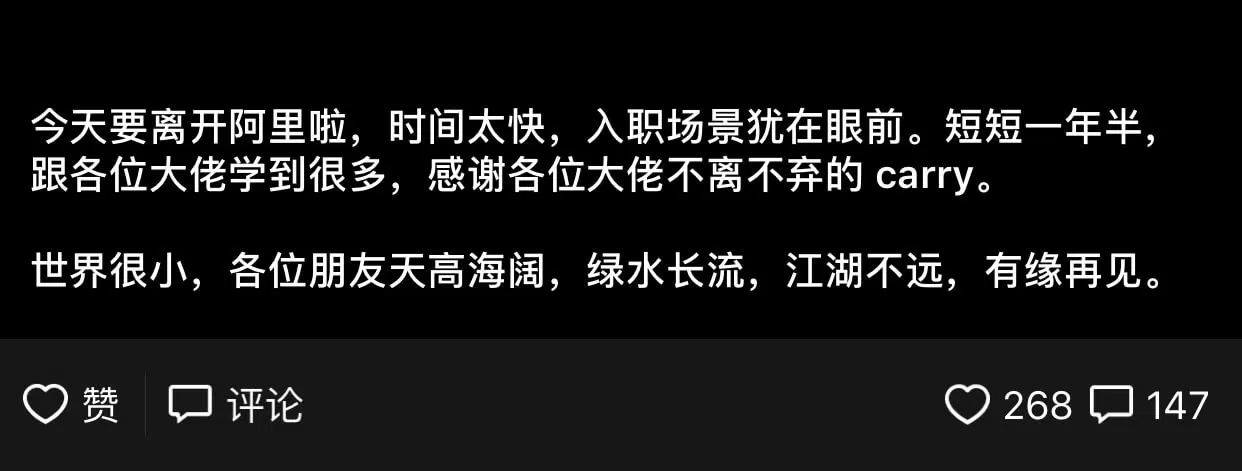 今天要离开阿里啦，时间太快，入职场景犹在眼前。短短一年半，
跟各位大佬学到很多，感谢各位大佬不离不弃的 carry。
世界很小，各位朋友天高海阔，绿水长流，江湖不远，有缘再见。
赞 评论 268 147